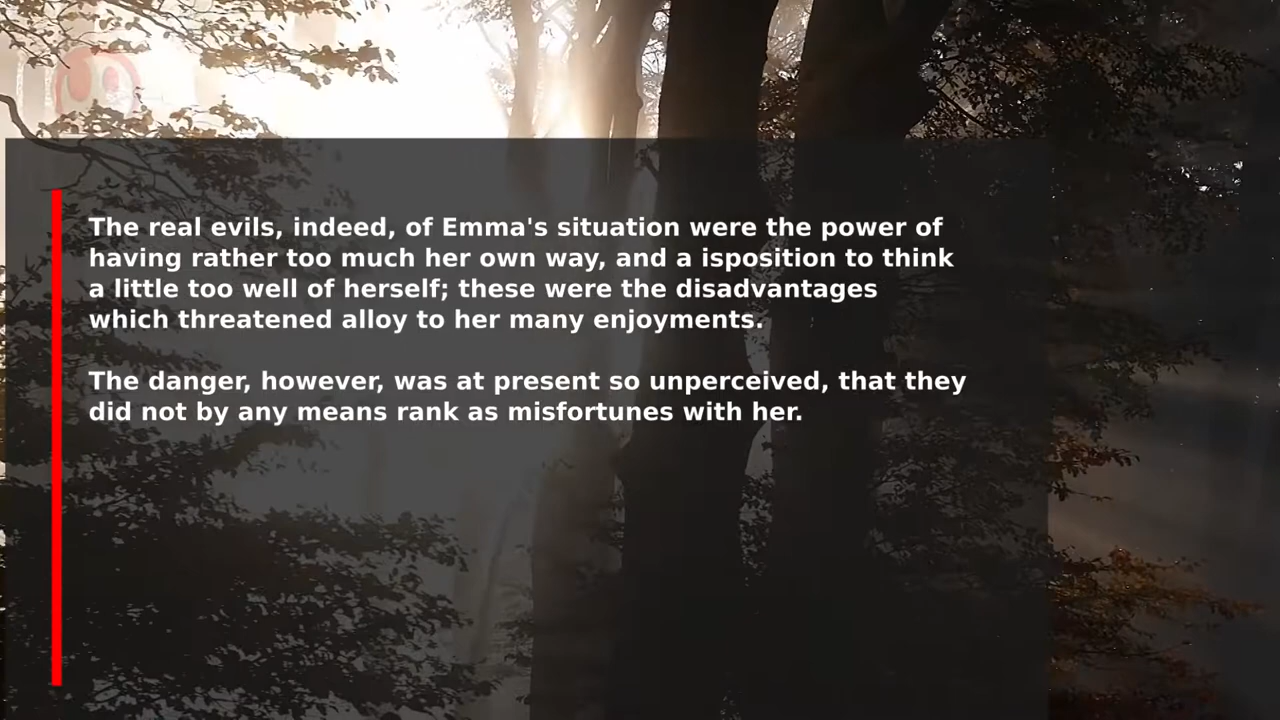 The real evils, indeed, of Emma's situation were the power of
having rather too much her own way, and a isposition to think
a little too well of herself; these were the disadvantages
which threatened alloy to her many enjoyments.
The danger, however, was at present so unperceived, that they
did not by any means rank as misfortunes with her.